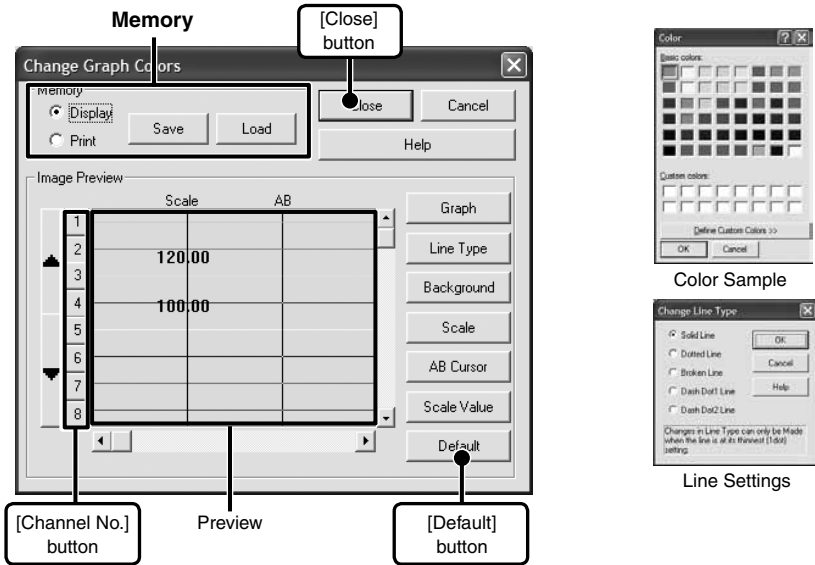 Memory
[Close]
button
Change Graph Colors
Memory
Display
Print
Save
Load
Close
Cancel
Help
Image Preview
Scale
AB
1
2
3
4
5
6
7
8
120.00
100.00
Graph
Line Type
Background
Scale
AB Cursor
Scale Value
Default
[Channel No.]
button
Preview
[Default]
button
Color
Basic colors:
Custom colors:
Define Custom Colors >>
OK
Cancel
Color Sample
Change Line Type
Solid Line
Dotted Line
Broken Line
Dash Dot1 Line
Dash Dot2 Line
OK
Cancel
Help
Changes in Line Type can only be Made
when the line is at its thinnest (1dot)
setting.
Line Settings